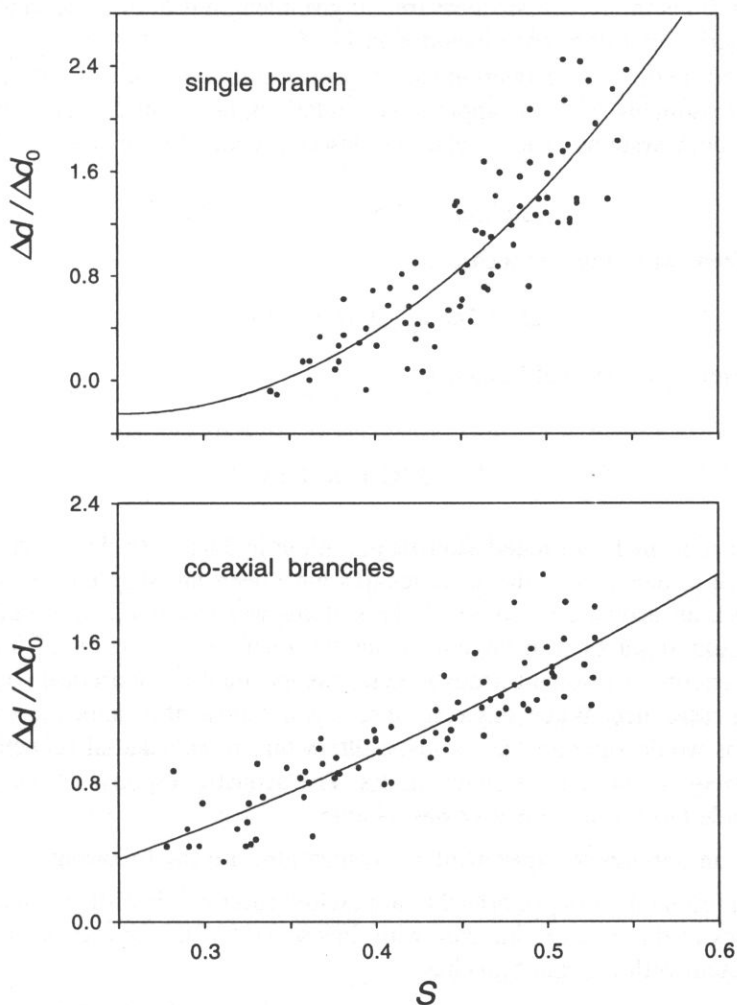 2.4
single branch
1.6
Δd / Δd₀
0.8
0.0
2.4
co-axial branches
1.6
Δd / Δd₀
0.8
0.0
0.3 0.4 0.5 0.6
S